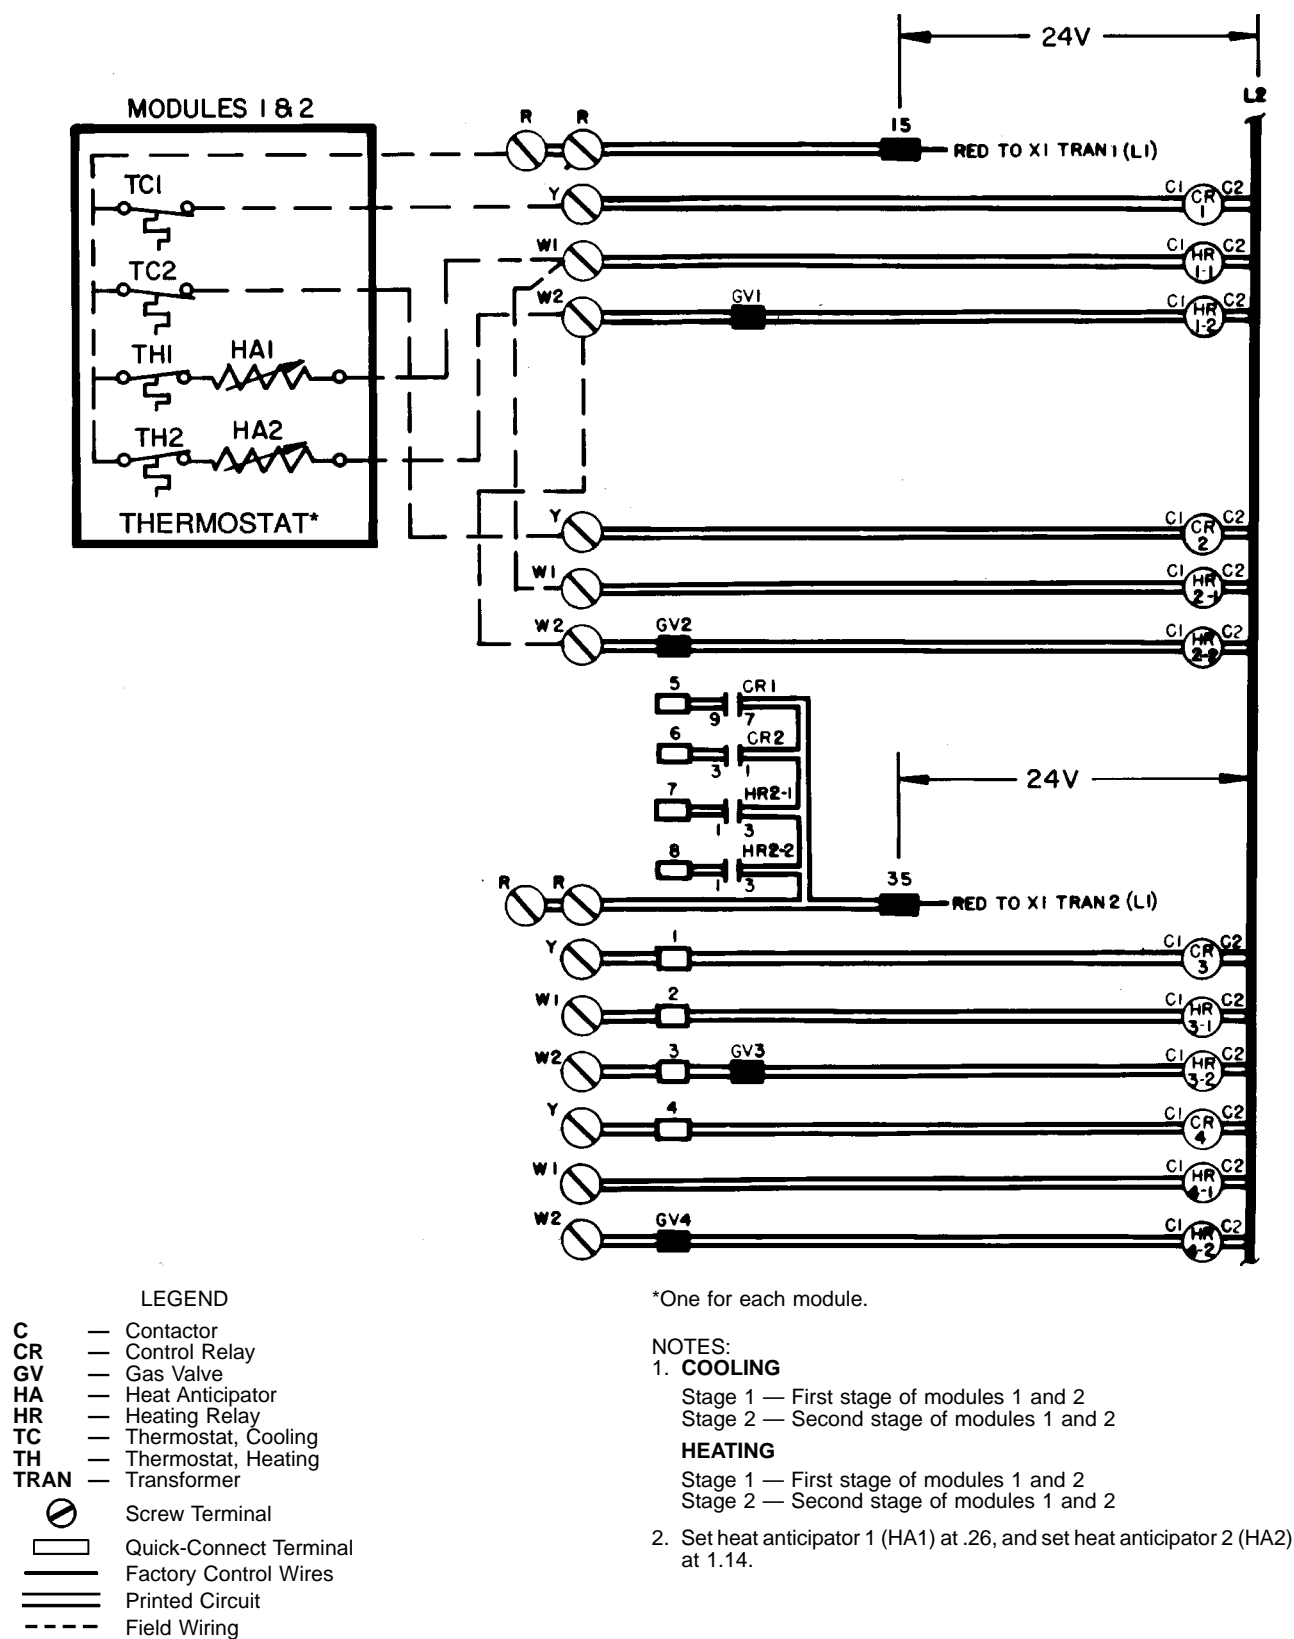 24V
L2
MODULES 1 & 2
R R 15
RED TO X1 TRAN 1 (L1)
TC1
Y C1 CR 1 C2
W1 C1 HR 1-1 C2
TC2
W2 GV1 C1 HR 1-2 C2
TH1 HA1
TH2 HA2
THERMOSTAT*
Y C1 CR 2 C2
W1 C1 HR 2-1 C2
W2 GV2 C1 HR 2-2 C2
5 9 7 CR1
6 3 1 CR2
24V
7 1 3 HR2-1
8 1 3 HR2-2
R R 35
RED TO X1 TRAN 2 (L1)
Y 1 C1 CR 3 C2
W1 2 C1 HR 3-1 C2
W2 3 GV3 C1 HR 3-2 C2
Y 4 C1 CR 4 C2
W1 C1 HR 4-1 C2
W2 GV4 C1 HR 4-2 C2
LEGEND
C — Contactor
CR — Control Relay
GV — Gas Valve
HA — Heat Anticipator
HR — Heating Relay
TC — Thermostat, Cooling
TH — Thermostat, Heating
TRAN — Transformer
Screw Terminal
Quick-Connect Terminal
Factory Control Wires
Printed Circuit
Field Wiring
*One for each module.
NOTES:
1. COOLING
Stage 1 — First stage of modules 1 and 2
Stage 2 — Second stage of modules 1 and 2
HEATING
Stage 1 — First stage of modules 1 and 2
Stage 2 — Second stage of modules 1 and 2
2. Set heat anticipator 1 (HA1) at .26, and set heat anticipator 2 (HA2)
at 1.14.